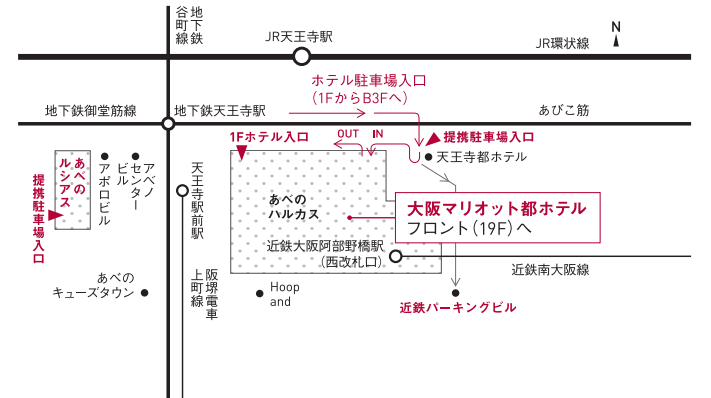 地下鉄
谷町線
JR天王寺駅
N
JR環状線
ホテル駐車場入口
(1FからB3Fへ)
地下鉄御堂筋線
地下鉄天王寺駅
あびこ筋
1Fホテル入口
OUT
IN
提携駐車場入口
天王寺都ホテル
あべの
ルシアス
提携駐車場入口
アポロビル
アベノ
センター
ビル
天王寺駅前駅
あべの
ハルカス
大阪マリオット都ホテル
フロント(19F)へ
近鉄大阪阿部野橋駅
(西改札口)
近鉄南大阪線
あべの
キューズタウン
阪堺電車
上町線
Hoop
and
近鉄パーキングビル